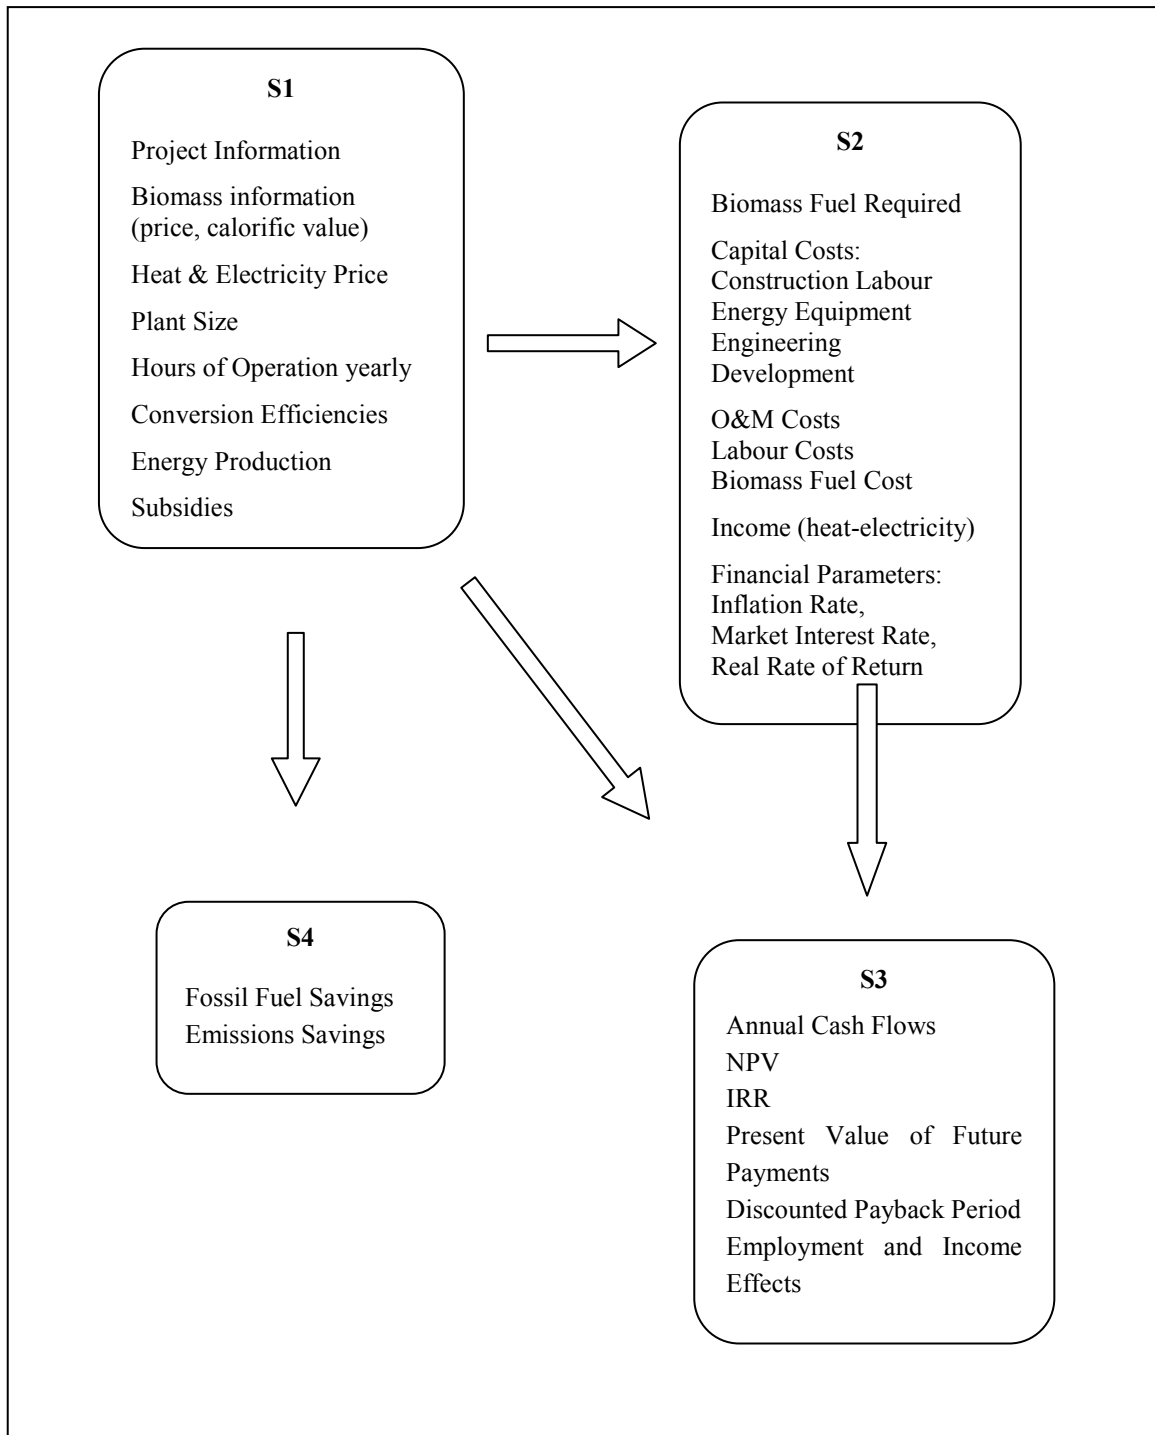 S1
Project Information
Biomass information
(price, calorific value)
Heat & Electricity Price
Plant Size
Hours of Operation yearly
Conversion Efficiencies
Energy Production
Subsidies
S2
Biomass Fuel Required
Capital Costs:
Construction Labour
Energy Equipment
Engineering
Development
O&M Costs
Labour Costs
Biomass Fuel Cost
Income (heat-electricity)
Financial Parameters:
Inflation Rate,
Market Interest Rate,
Real Rate of Return
S4
Fossil Fuel Savings
Emissions Savings
S3
Annual Cash Flows
NPV
IRR
Present Value of Future
Payments
Discounted Payback Period
Employment and Income
Effects